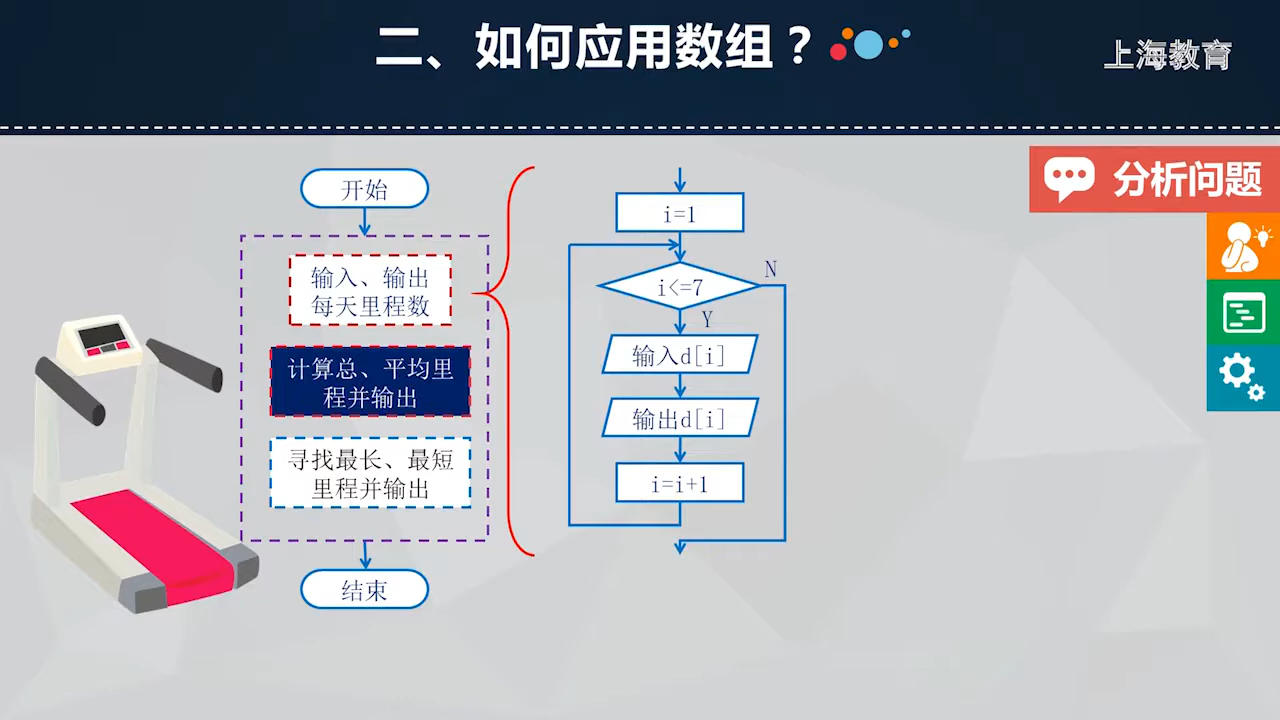 二、如何应用数组？
上海教育
分析问题
开始
输入、输出
每天里程数
计算总、平均里
程并输出
寻找最长、最短
里程并输出
结束
i=1
i<=7
N
Y
输入d[i]
输出d[i]
i=i+1